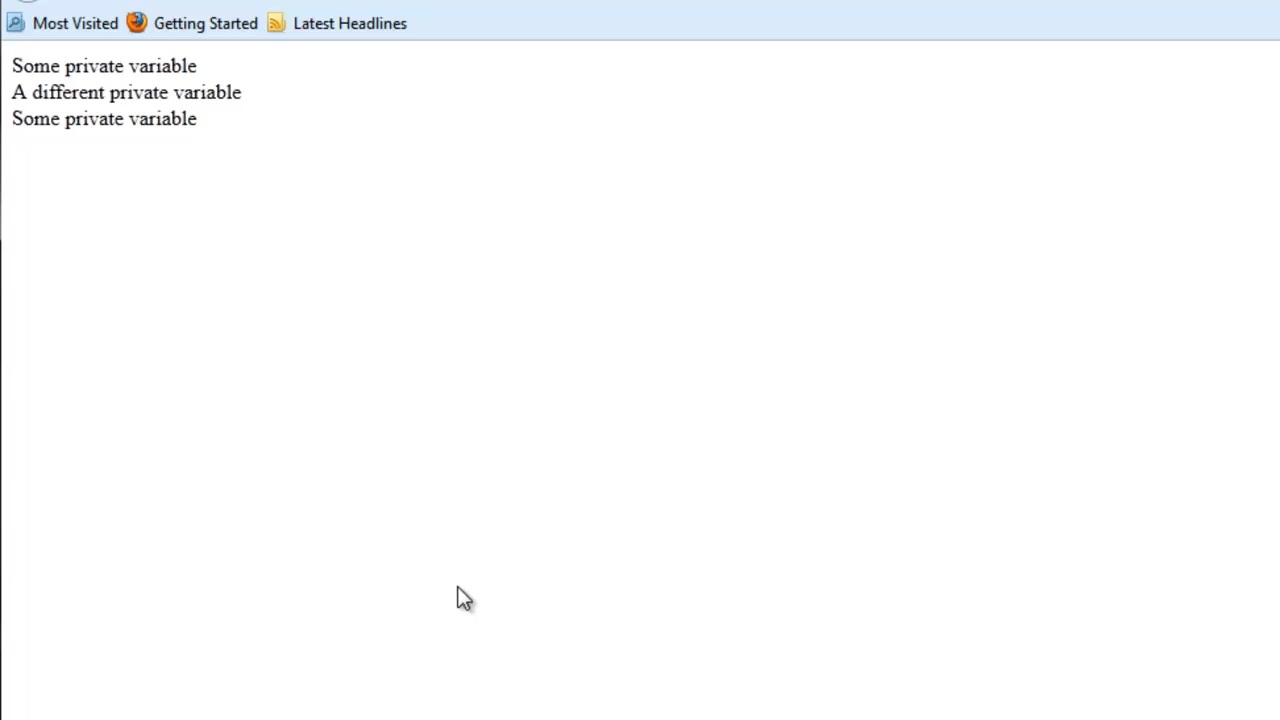 Most Visited Getting Started Latest Headlines
Some private variable
A different private variable
Some private variable